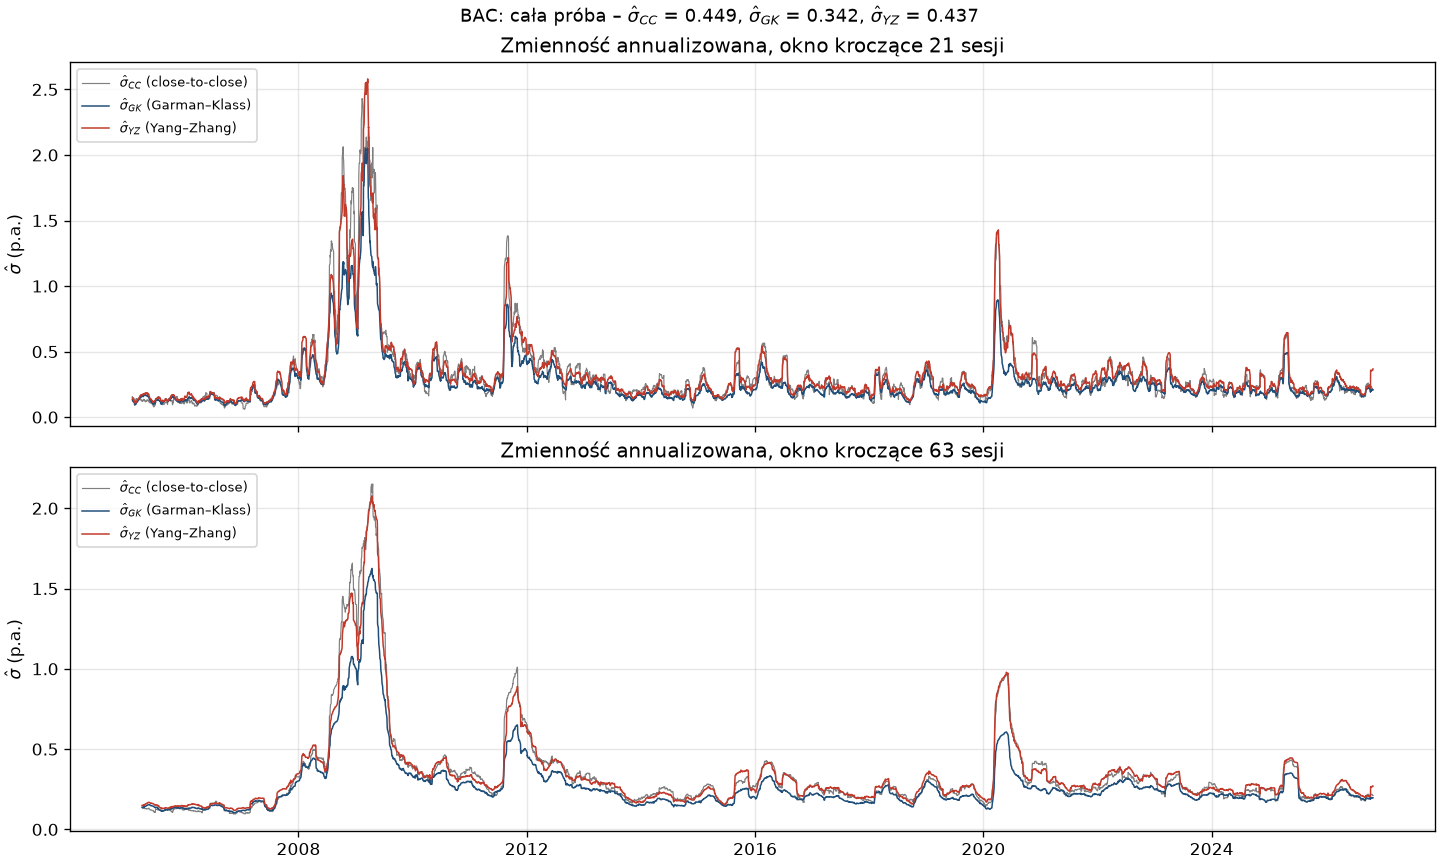 BAC: cała próba – σ̂_CC = 0.449, σ̂_GK = 0.342, σ̂_YZ = 0.437
Zmienność annualizowana, okno kroczące 21 sesji
σ̂ (p.a.)
2.5
2.0
1.5
1.0
0.5
0.0
σ̂_CC (close-to-close)
σ̂_GK (Garman–Klass)
σ̂_YZ (Yang–Zhang)
Zmienność annualizowana, okno kroczące 63 sesji
σ̂ (p.a.)
2.0
1.5
1.0
0.5
0.0
σ̂_CC (close-to-close)
σ̂_GK (Garman–Klass)
σ̂_YZ (Yang–Zhang)
2008 2012 2016 2020 2024